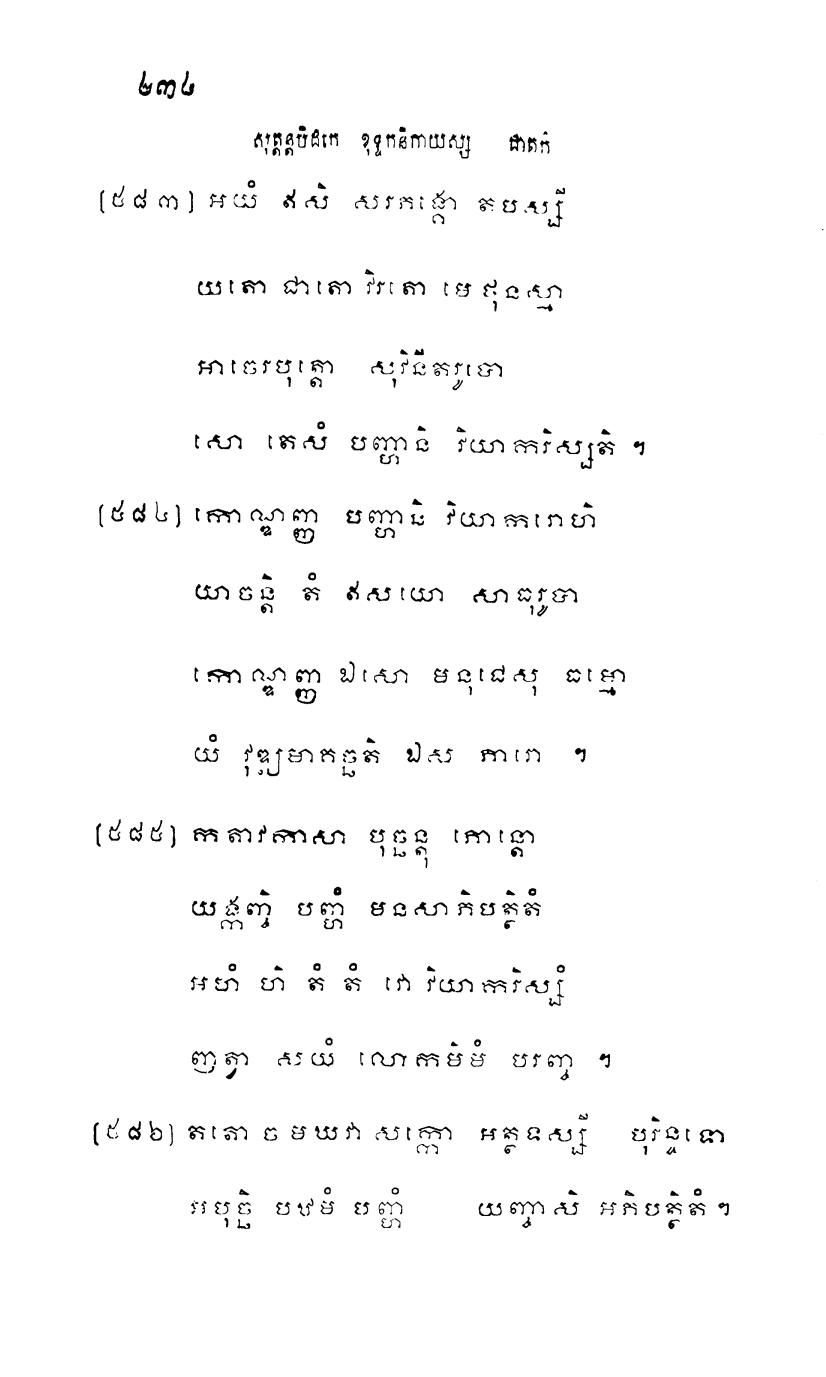 ២៣៤
សុត្តន្តបិដកេ ខុទ្ទកនិកាយស្ស ជាតកំ
[៥៨៣] អយំ ឥសិ សរភង្គោ តបស្សី
យតោ ជាតោ វិរតោ មេថុនស្មា
អាចេរបុត្តោ សុវិនីតរូបោ
សោ តេសំ បញ្ហានិ វិយាករិស្សតិ ។
[៥៨៤] កោណ្ឌញ្ញ បញ្ហានិ វិយាករោហិ
យាចន្តិ តំ ឥសយោ សាធុរូបា
កោណ្ឌញ្ញ ឯសោ មនុជេសុ ធម្មោ
យំ វុឌ្ឍមាគច្ឆតិ ឯស ភារោ ។
[៥៨៥] កតាវកាសា បុច្ឆន្តុ ភោន្តោ
យង្កិញ្ចិ បញ្ហំ មនសាភិបត្ថិតំ
អហំ ហិ តំ តំ វោ វិយាករិស្សំ
ញត្វា សយំ លោកមិមំ បរញ្ច ។
[៥៨៦] តតោ ច មឃវា សក្កោ អត្ថទស្សី បុរិន្ទទោ
អបុច្ឆិ បឋមំ បញ្ហំ យញ្ចាសិ អភិបត្ថិតំ ។